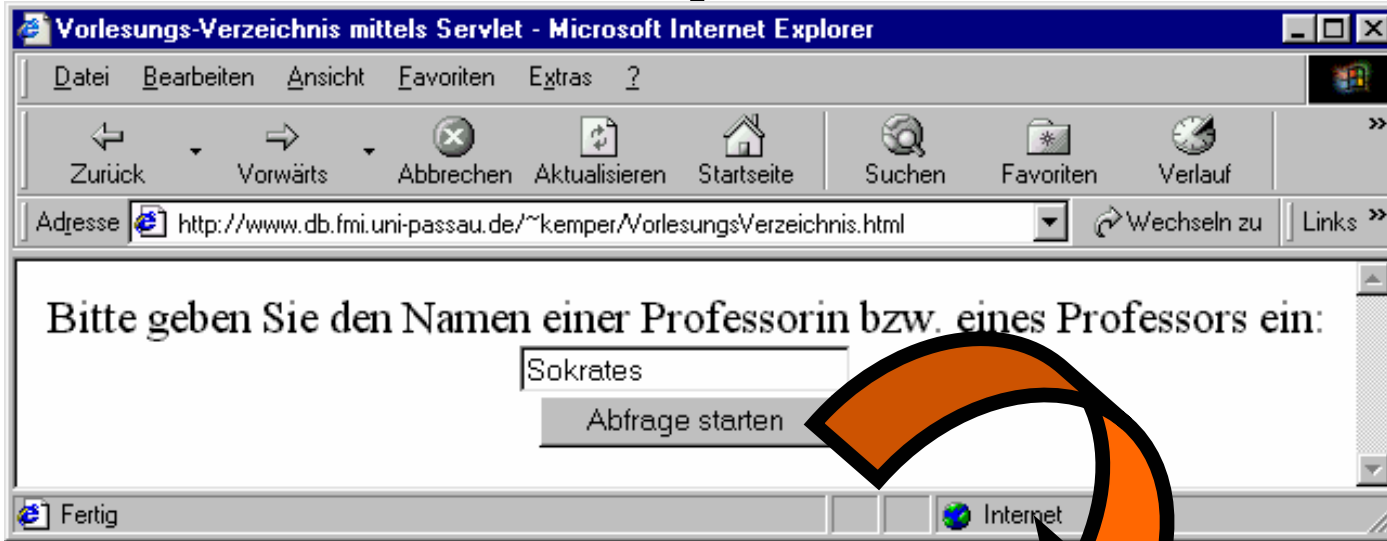 Vorlesungs-Verzeichnis mittels Servlet - Microsoft Internet Explorer
Datei Bearbeiten Ansicht Favoriten Extras ?
Zurück Vorwärts Abbrechen Aktualisieren Startseite Suchen Favoriten Verlauf »
Adresse http://www.db.fmi.uni-passau.de/~kemper/VorlesungsVerzeichnis.html Wechseln zu Links »
Bitte geben Sie den Namen einer Professorin bzw. eines Professors ein:
Sokrates
Abfrage starten
Fertig Internet